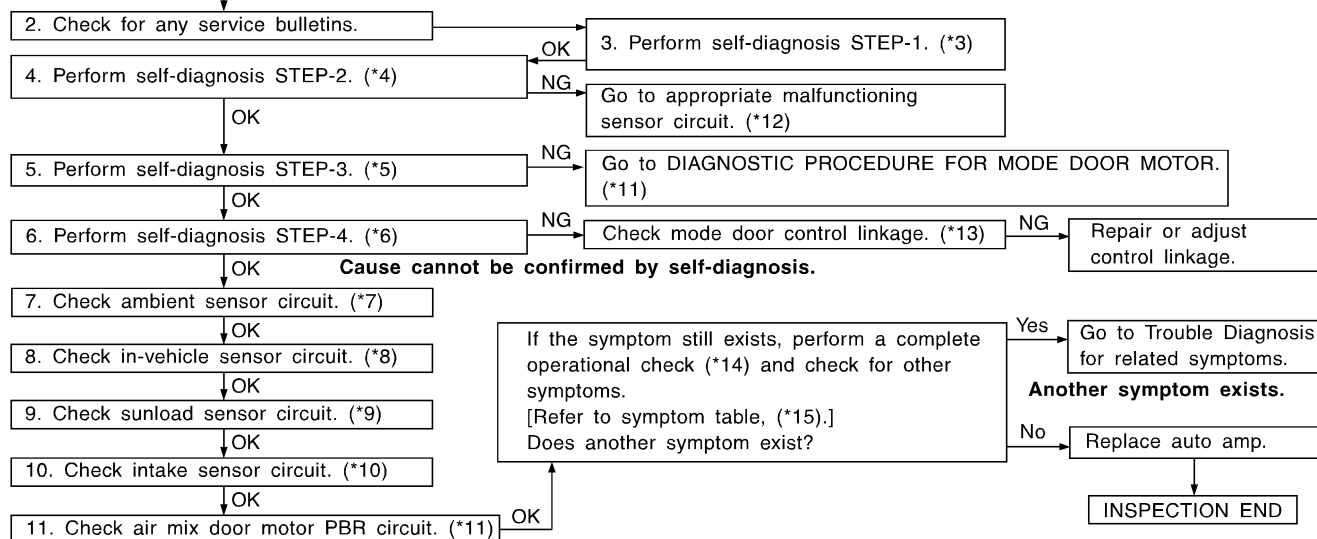 2. Check for any service bulletins.
3. Perform self-diagnosis STEP-1. (*3)
OK
4. Perform self-diagnosis STEP-2. (*4)
NG
Go to appropriate malfunctioning
sensor circuit. (*12)
OK
5. Perform self-diagnosis STEP-3. (*5)
NG
Go to DIAGNOSTIC PROCEDURE FOR MODE DOOR MOTOR.
(*11)
OK
6. Perform self-diagnosis STEP-4. (*6)
NG
Check mode door control linkage. (*13)
NG
Repair or adjust
control linkage.
OK
Cause cannot be confirmed by self-diagnosis.
7. Check ambient sensor circuit. (*7)
OK
8. Check in-vehicle sensor circuit. (*8)
OK
9. Check sunload sensor circuit. (*9)
OK
10. Check intake sensor circuit. (*10)
OK
11. Check air mix door motor PBR circuit. (*11)
OK
If the symptom still exists, perform a complete
operational check (*14) and check for other
symptoms.
[Refer to symptom table, (*15).]
Does another symptom exist?
Yes
Go to Trouble Diagnosis
for related symptoms.
Another symptom exists.
No
Replace auto amp.
INSPECTION END